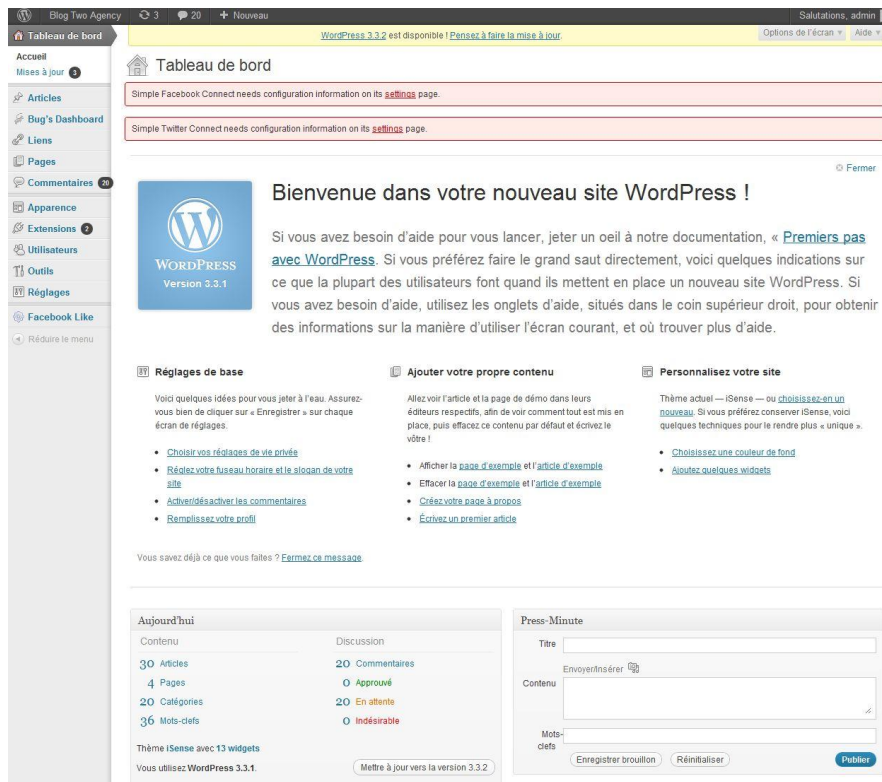 Blog Two Agency 3 20 + Nouveau Salutations, admin
Tableau de bord
WordPress 3.3.2 est disponible ! Pensez à faire la mise à jour.
Options de l'écran Aide
Accueil
Mises à jour 3
Articles
Bug's Dashboard
Liens
Pages
Commentaires 20
Apparence
Extensions 2
Utilisateurs
Outils
Réglages
Facebook Like
Réduire le menu
Tableau de bord
Simple Facebook Connect needs configuration information on its settings page.
Simple Twitter Connect needs configuration information on its settings page.
Fermer
WORDPRESS
Version 3.3.1
Bienvenue dans votre nouveau site WordPress !
Si vous avez besoin d'aide pour vous lancer, jeter un oeil à notre documentation, « Premiers pas
avec WordPress. Si vous préférez faire le grand saut directement, voici quelques indications sur
ce que la plupart des utilisateurs font quand ils mettent en place un nouveau site WordPress. Si
vous avez besoin d'aide, utilisez les onglets d'aide, situés dans le coin supérieur droit, pour obtenir
des informations sur la manière d'utiliser l'écran courant, et où trouver plus d'aide.
Réglages de base
Voici quelques idées pour vous jeter à l'eau. Assurez-
vous bien de cliquer sur « Enregistrer » sur chaque
écran de réglages.
Choisir vos réglages de vie privée
Réglez votre fuseau horaire et le slogan de votre
site
Activer/désactiver les commentaires
Remplissez votre profil
Ajouter votre propre contenu
Allez voir l'article et la page de démo dans leurs
éditeurs respectifs, afin de voir comment tout est mis en
place, puis effacez ce contenu par défaut et écrivez le
vôtre !
Afficher la page d'exemple et l'article d'exemple
Effacer la page d'exemple et l'article d'exemple
Créez votre page à propos
Écrivez un premier article
Personnalisez votre site
Thème actuel — iSense — ou choisissez-en un
nouveau. Si vous préférez conserver iSense, voici
quelques techniques pour le rendre plus « unique ».
Choisissez une couleur de fond
Ajoutez quelques widgets
Vous savez déjà ce que vous faites ? Fermez ce message.
Aujourd'hui
Contenu
30 Articles
4 Pages
20 Catégories
36 Mots-clefs
Discussion
20 Commentaires
0 Approuvé
20 En attente
0 Indésirable
Thème iSense avec 13 widgets
Vous utilisez WordPress 3.3.1.
Mettre à jour vers la version 3.3.2
Press-Minute
Titre
Envoyer/Insérer
Contenu
Mots-
clefs
Enregistrer brouillon Réinitialiser Publier